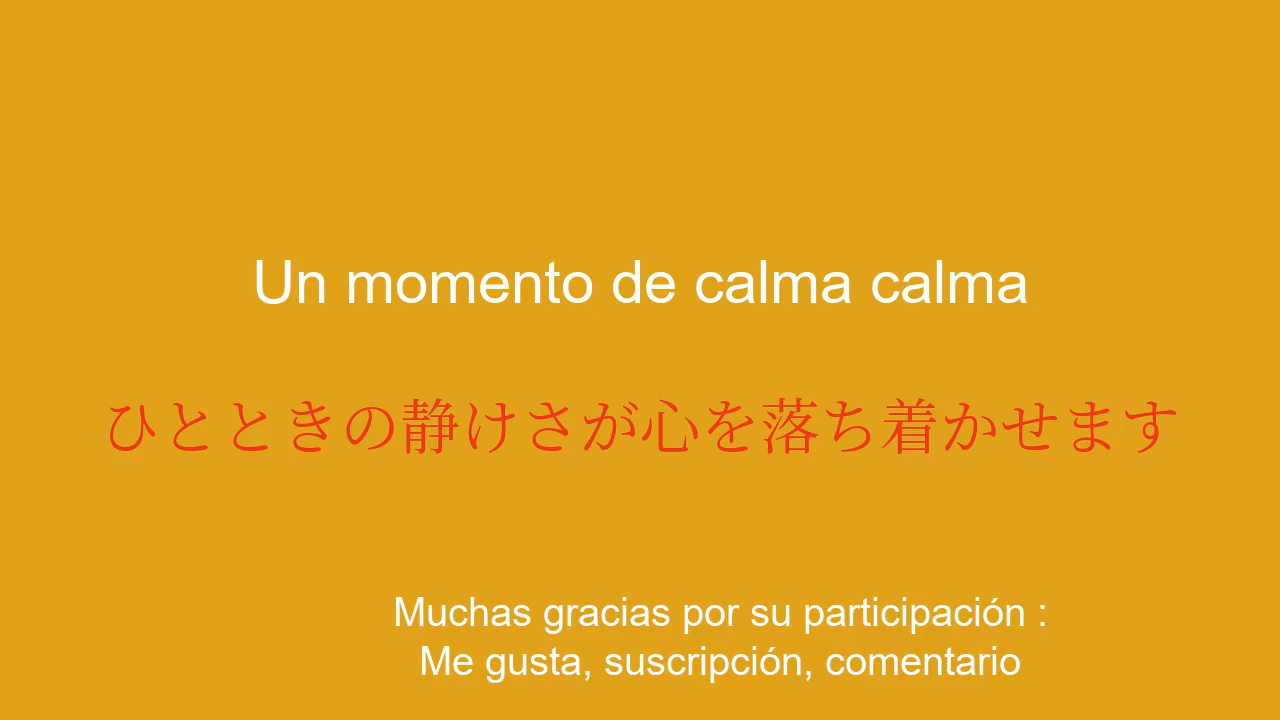 Un momento de calma calma
ひとときの静けさが心を落ち着かせます
Muchas gracias por su participación :
Me gusta, suscripción, comentario